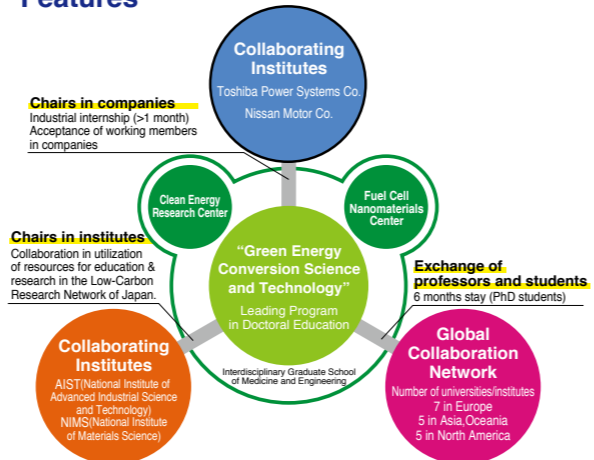 Features
Collaborating
Institutes
Toshiba Power Systems Co.
Nissan Motor Co.
Chairs in companies
Industrial internship (>1 month)
Acceptance of working members
in companies
Clean Energy
Research Center
Fuel Cell
Nanomaterials
Center
"Green Energy
Conversion Science
and Technology"
Leading Program
in Doctoral Education
Chairs in institutes
Collaboration in utilization
of resources for education &
research in the Low-Carbon
Research Network of Japan.
Exchange of
professors and students
6 months stay (PhD students)
Interdisciplinary Graduate School
of Medicine and Engineering
Collaborating
Institutes
AIST(National Institute of
Advanced Industrial Science
and Technology)
NIMS(National Institute
of Materials Science)
Global
Collaboration
Network
Number of universities/institutes
7 in Europe
5 in Asia,Oceania
5 in North America